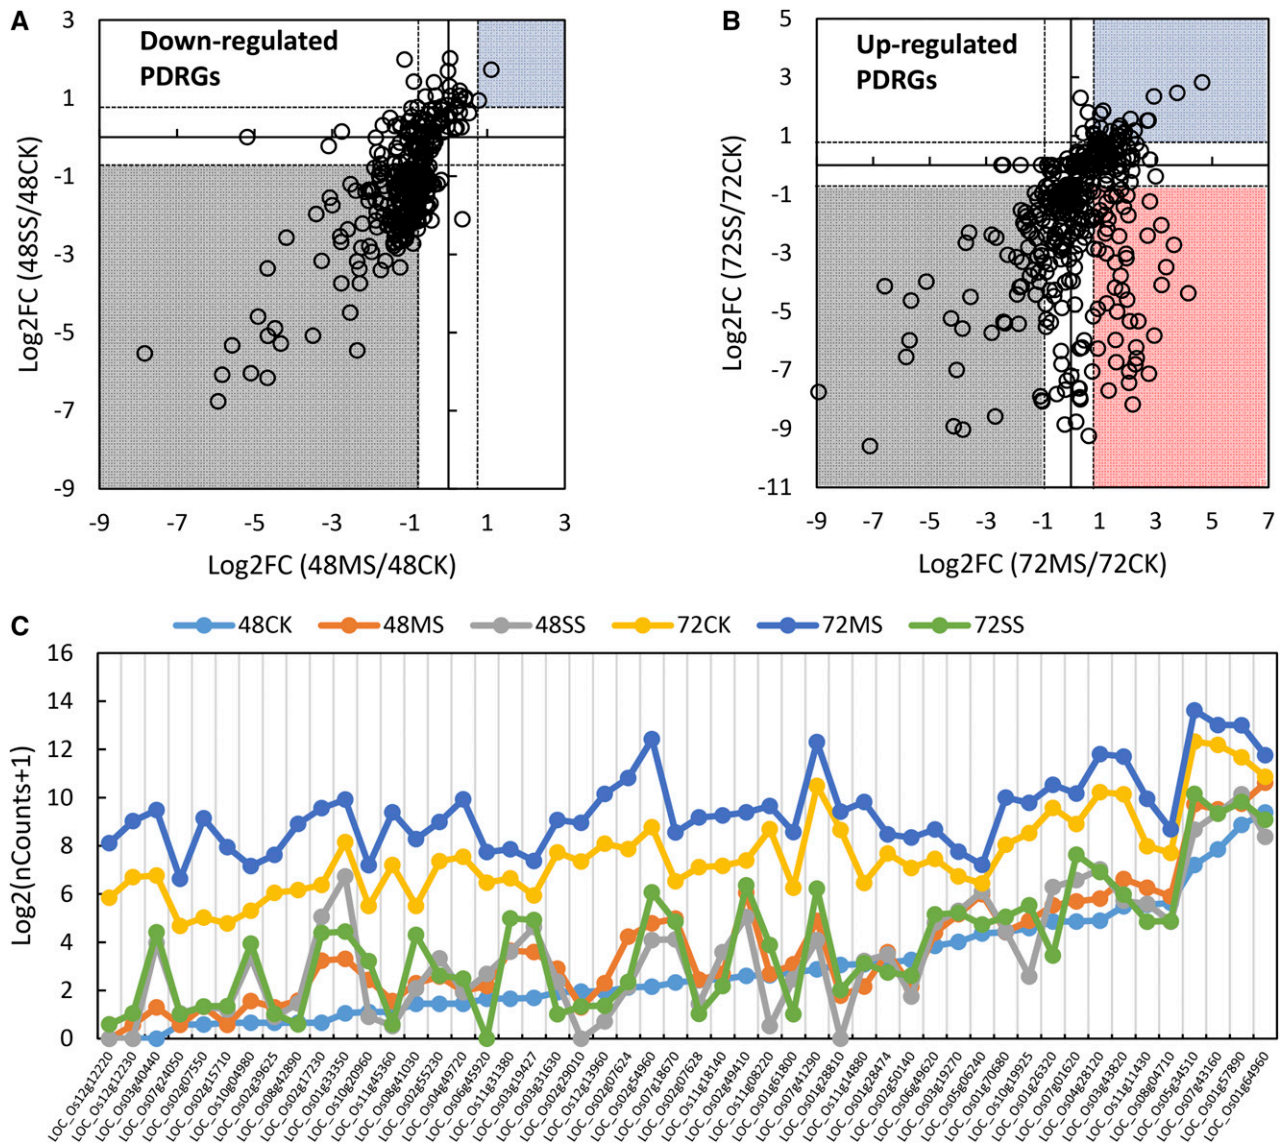 A
Down-regulated
PDRGs
3
1
-1
-3
-5
-7
-9
Log2FC (48SS/48CK)
-9 -7 -5 -3 -1 1 3
Log2FC (48MS/48CK)
B
Up-regulated
PDRGs
5
3
1
-1
-3
-5
-7
-9
-11
Log2FC (72SS/72CK)
-9 -7 -5 -3 -1 1 3 5 7
Log2FC (72MS/72CK)
C
48CK 48MS 48SS 72CK 72MS 72SS
16
14
12
10
8
6
4
2
0
Log2(nCounts+1)
LOC_Os12g12220
LOC_Os12g12230
LOC_Os03g40440
LOC_Os07g24050
LOC_Os02g07550
LOC_Os02g15710
LOC_Os10g04980
LOC_Os02g39625
LOC_Os08g42890
LOC_Os02g17230
LOC_Os02g33350
LOC_Os10g20960
LOC_Os11g45360
LOC_Os08g41030
LOC_Os02g55230
LOC_Os04g49720
LOC_Os06g45920
LOC_Os11g31380
LOC_Os03g19427
LOC_Os03g31630
LOC_Os02g29010
LOC_Os12g13960
LOC_Os02g07624
LOC_Os02g54960
LOC_Os07g18670
LOC_Os02g07628
LOC_Os11g18140
LOC_Os02g49410
LOC_Os11g08220
LOC_Os01g61800
LOC_Os07g41290
LOC_Os01g28810
LOC_Os11g14880
LOC_Os01g28474
LOC_Os02g50140
LOC_Os06g49620
LOC_Os03g19270
LOC_Os05g06240
LOC_Os01g70680
LOC_Os10g19925
LOC_Os01g26320
LOC_Os07g01620
LOC_Os04g28120
LOC_Os03g43820
LOC_Os11g11430
LOC_Os08g04710
LOC_Os05g34510
LOC_Os07g43160
LOC_Os01g57890
LOC_Os01g64960